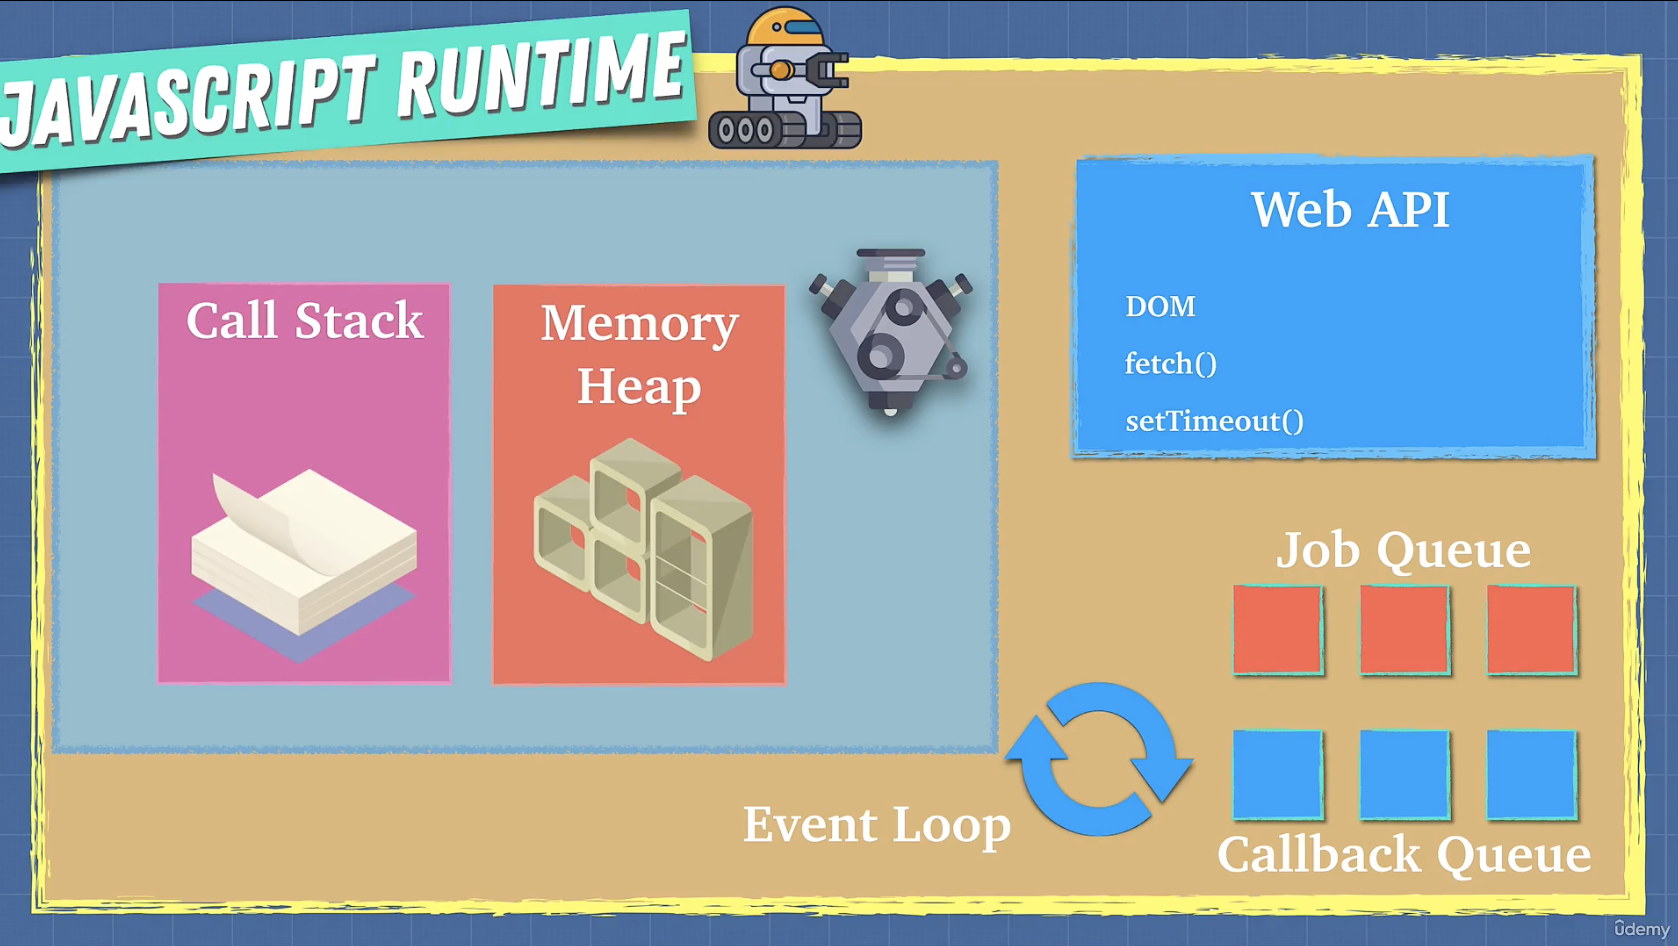 JAVASCRIPT RUNTIME
Call Stack
Memory
Heap
Web API
DOM
fetch()
setTimeout()
Job Queue
Event Loop
Callback Queue
ûdemy